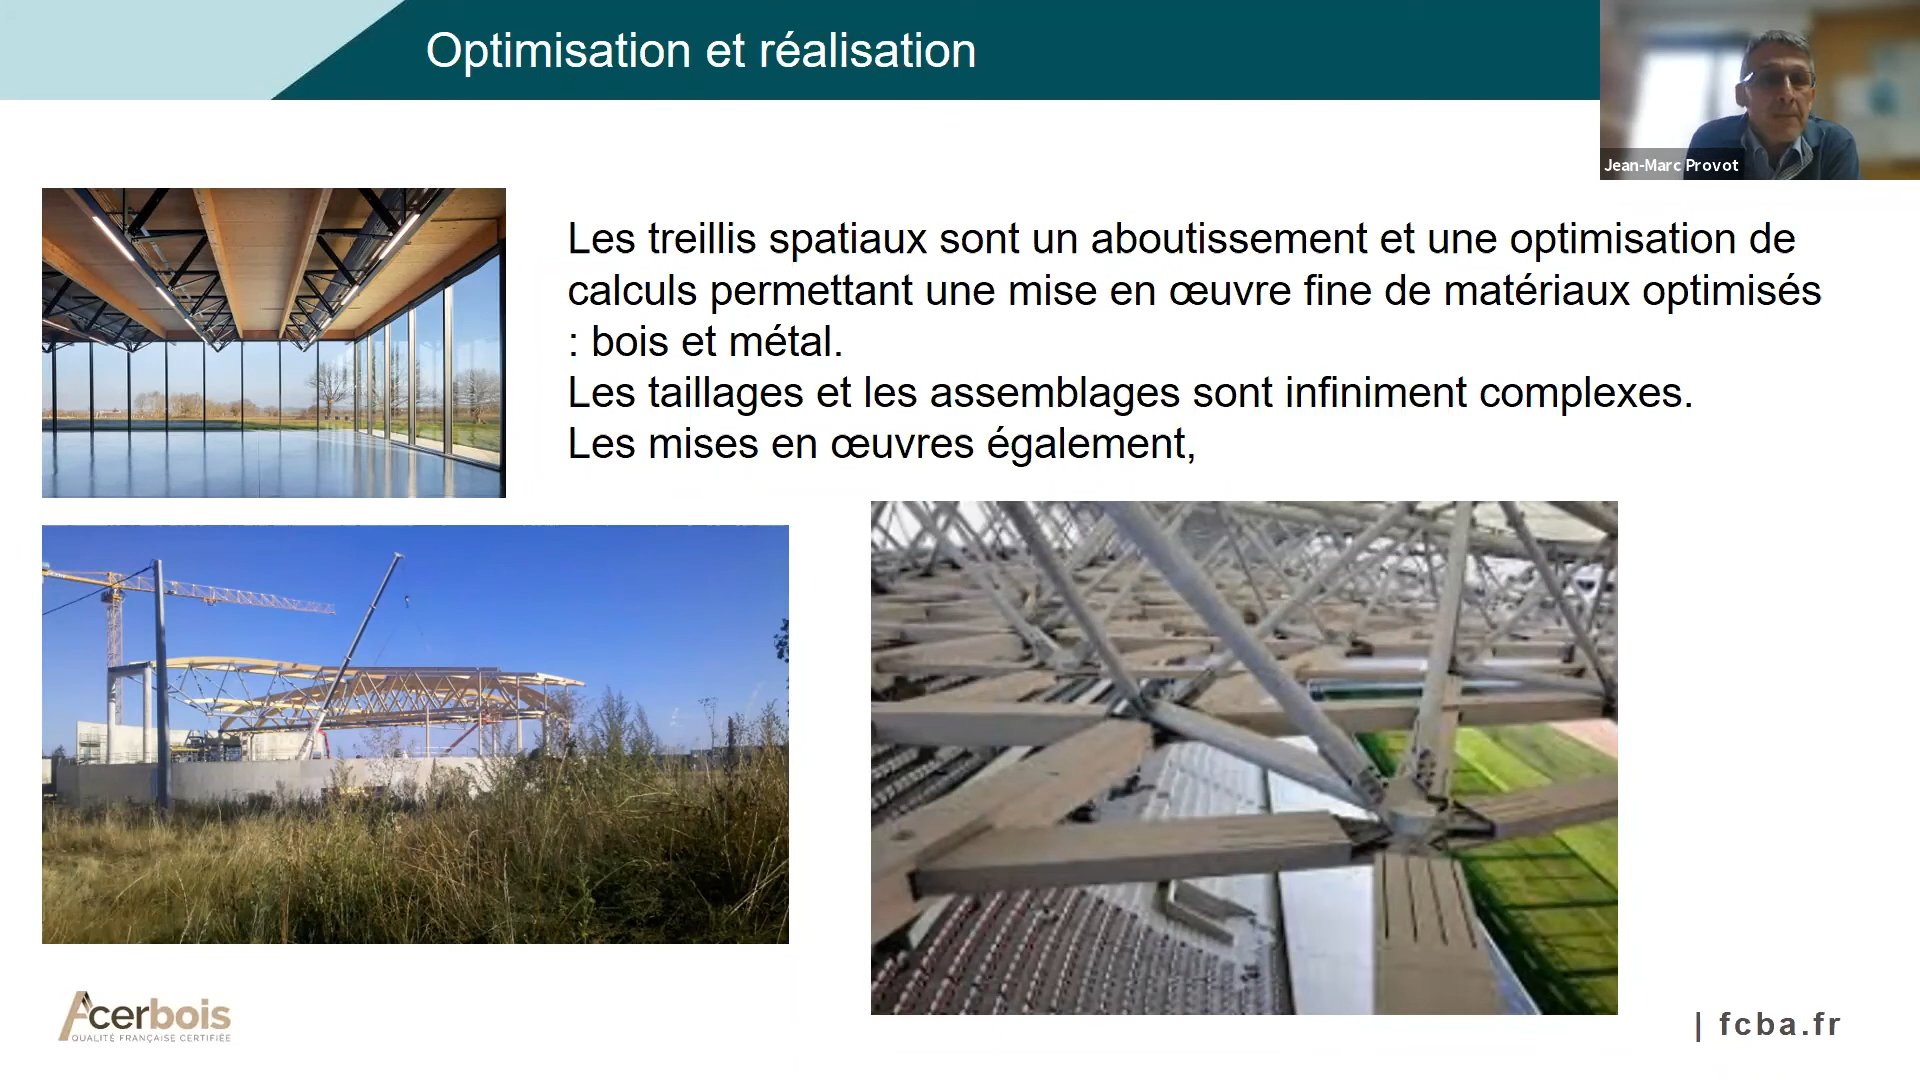 Optimisation et réalisation
Jean-Marc Provot
Les treillis spatiaux sont un aboutissement et une optimisation de
calculs permettant une mise en œuvre fine de matériaux optimisés
: bois et métal.
Les taillages et les assemblages sont infiniment complexes.
Les mises en œuvres également,
Acerbois
QUALITÉ FRANÇAISE CERTIFIÉE
| fcba.fr